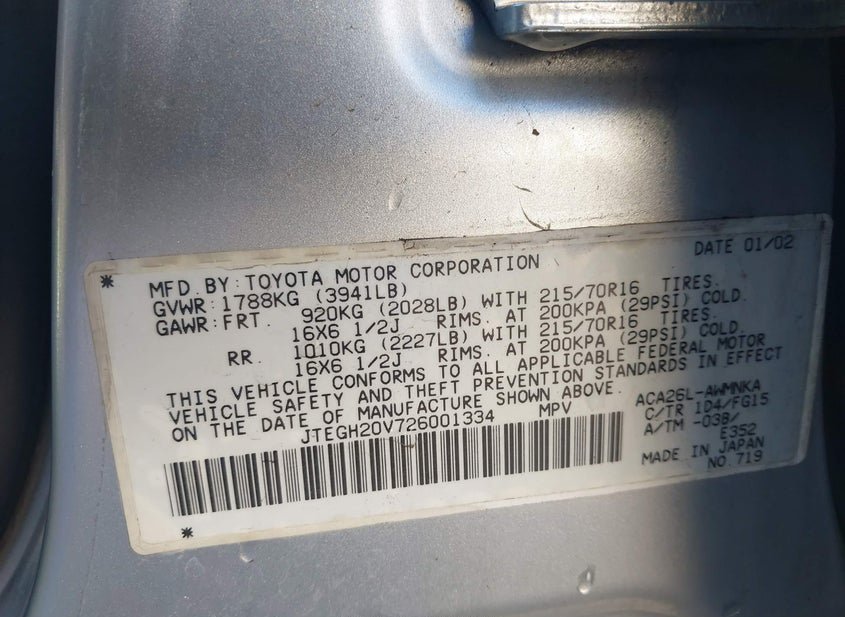 DATE 01/02
* MFD. BY: TOYOTA MOTOR CORPORATION
GVWR: 1788KG (3941LB)
GAWR: FRT. 920KG (2028LB) WITH 215/70R16 TIRES.
16X6 1/2J RIMS. AT 200KPA (29PSI) COLD.
RR. 1010KG (2227LB) WITH 215/70R16 TIRES.
16X6 1/2J RIMS. AT 200KPA (29PSI) COLD.
THIS VEHICLE CONFORMS TO ALL APPLICABLE FEDERAL MOTOR
VEHICLE SAFETY AND THEFT PREVENTION STANDARDS IN EFFECT
ON THE DATE OF MANUFACTURE SHOWN ABOVE.
JTEGH20V726001334 MPV
ACA26L-AWMNKA
C/TR 1D4/FG15
A/TM -03B/
E352
MADE IN JAPAN
NO.719
*